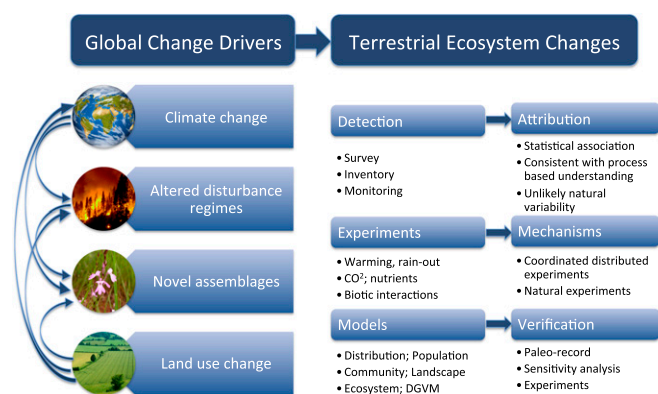 Global Change Drivers
Terrestrial Ecosystem Changes
Climate change
Altered disturbance
regimes
Novel assemblages
Land use change
Detection
• Survey
• Inventory
• Monitoring
Attribution
• Statistical association
• Consistent with process
based understanding
• Unlikely natural
variability
Experiments
• Warming, rain-out
• CO²; nutrients
• Biotic interactions
Mechanisms
• Coordinated distributed
experiments
• Natural experiments
Models
• Distribution; Population
• Community; Landscape
• Ecosystem; DGVM
Verification
• Paleo-record
• Sensitivity analysis
• Experiments